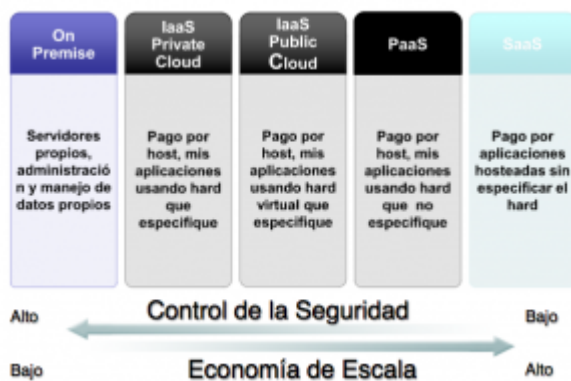 On
Premise
IaaS
Private
Cloud
IaaS
Public
Cloud
PaaS
SaaS
Servidores
propios,
administració
n y manejo de
datos propios
Pago por
host, mis
aplicaciones
usando hard
que
especifique
Pago por
host, mis
aplicaciones
usando hard
virtual que
especifique
Pago por
host, mis
aplicaciones
usando hard
que no
especifique
Pago por
aplicaciones
hosteadas sin
especificar el
hard
Alto
Control de la Seguridad
Bajo
Bajo
Economía de Escala
Alto